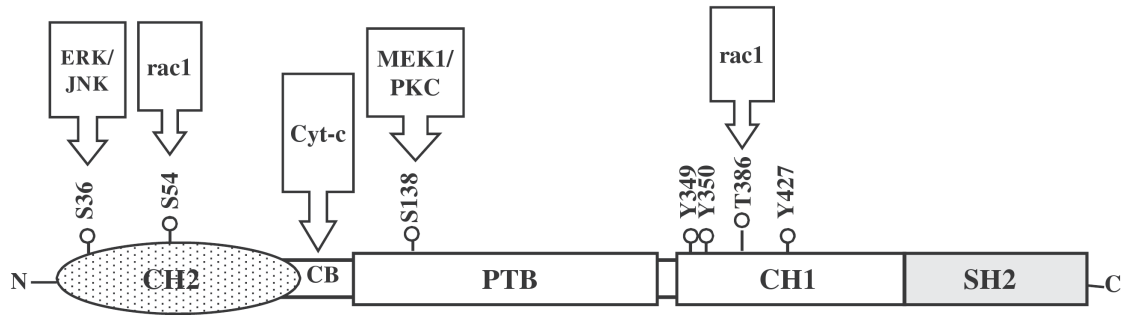 ERK/
JNK
rac1
Cyt-c
MEK1/
PKC
rac1
S36
S54
S138
Y349
Y350
T386
Y427
N
CH2
CB
PTB
CH1
SH2
C